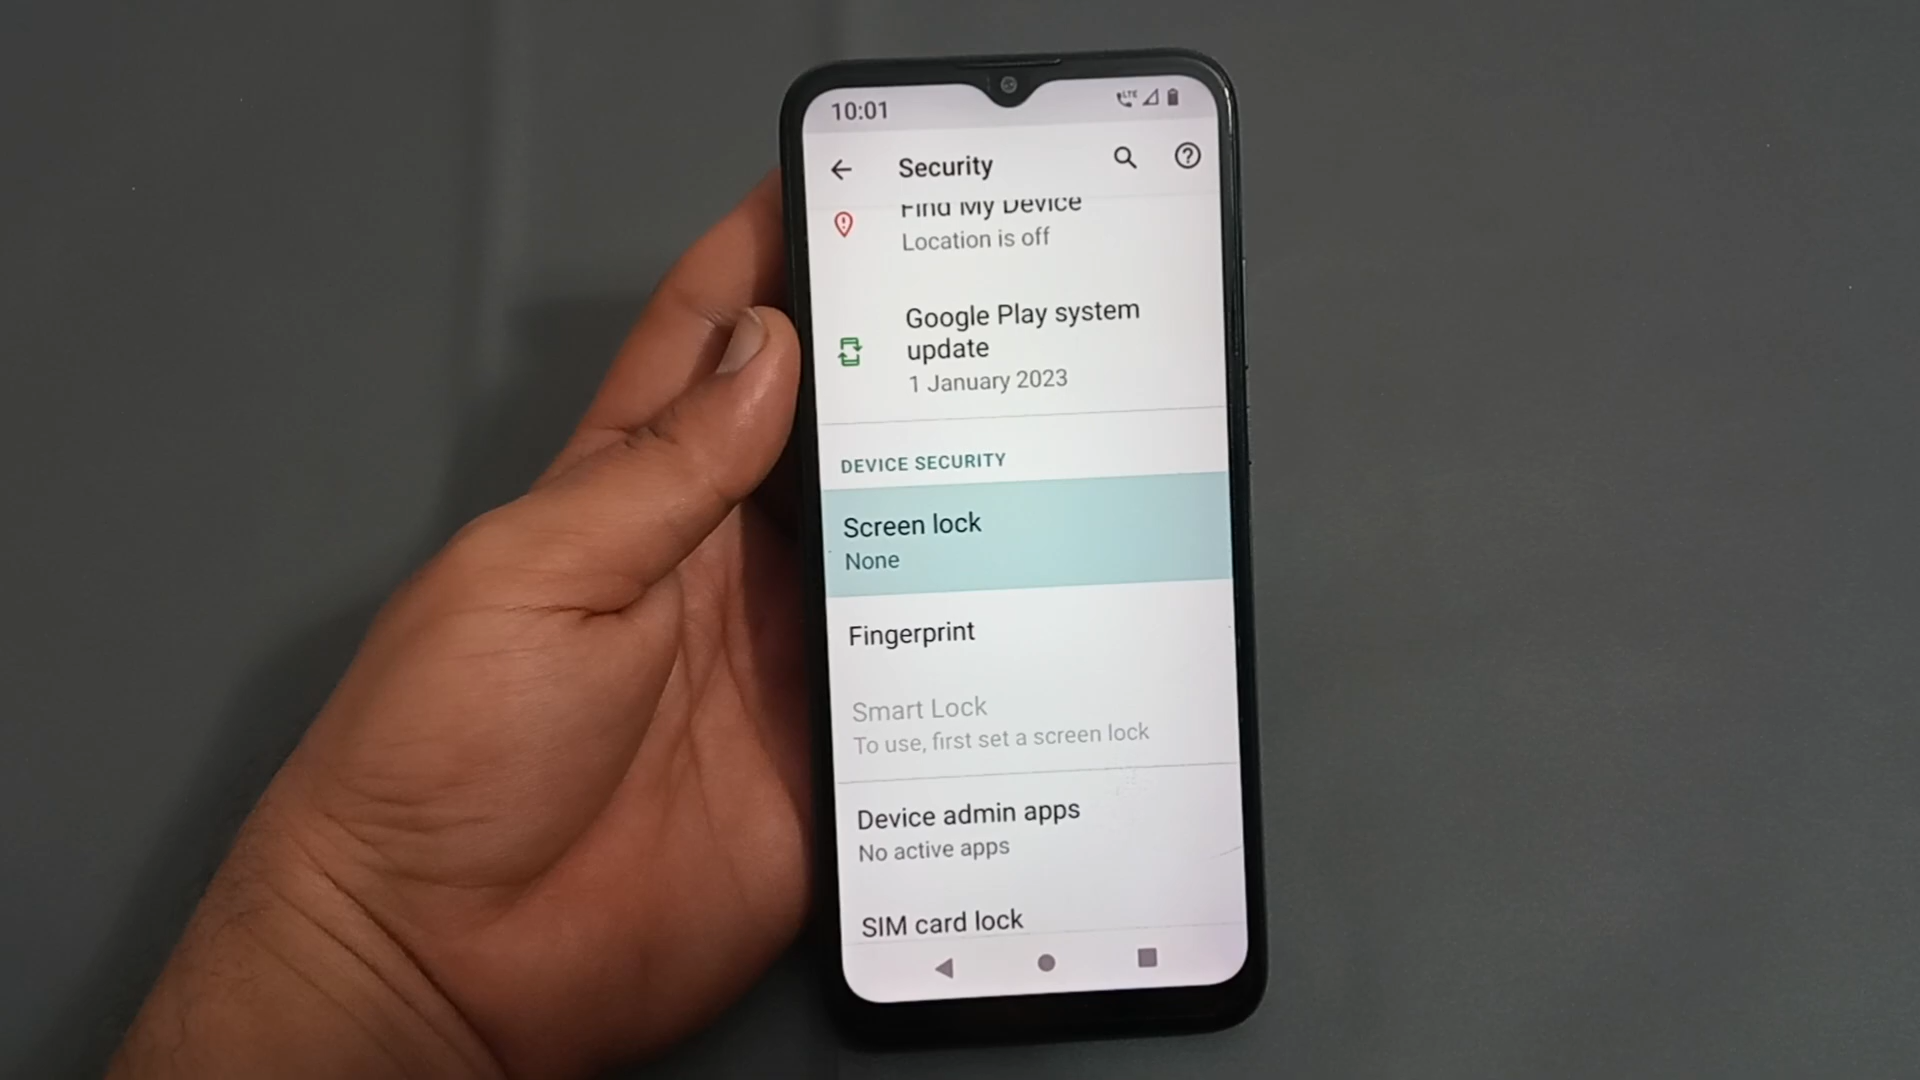 10:01
LTE
Security
Find My Device
Location is off
Google Play system
update
1 January 2023
DEVICE SECURITY
Screen lock
None
Fingerprint
Smart Lock
To use, first set a screen lock
Device admin apps
No active apps
SIM card lock